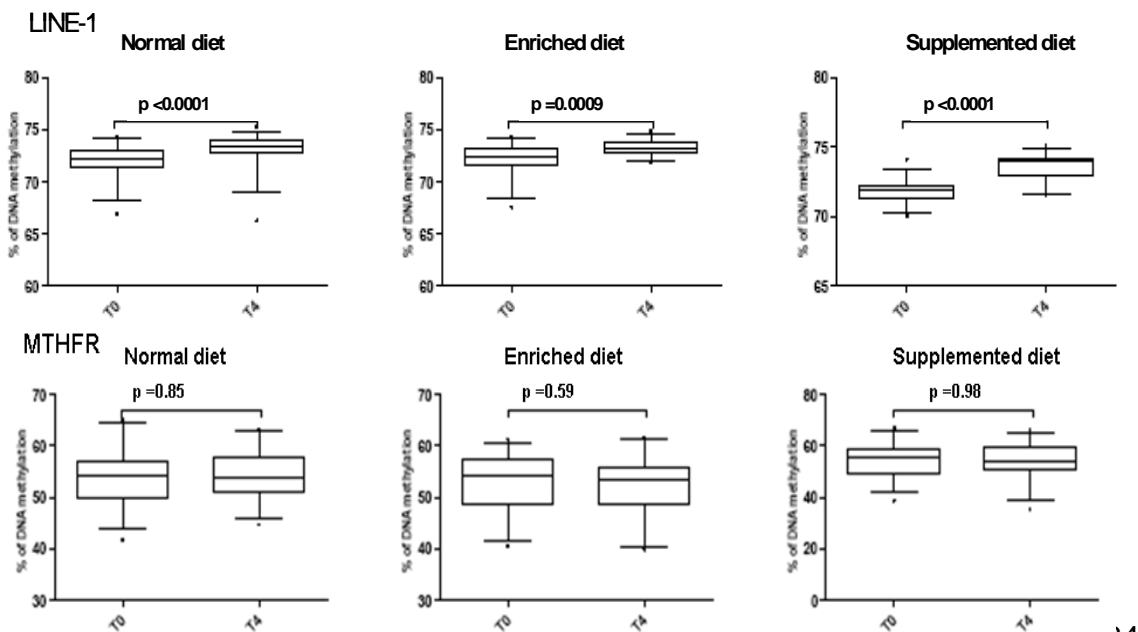 LINE-1
Normal diet
Enriched diet
Supplemented diet
p <0.0001
p =0.0009
p <0.0001
% of DNA methylation
80
75
70
65
60
T0
T4
% of DNA methylation
80
75
70
65
60
T0
T4
% of DNA methylation
80
75
70
65
T0
T4
MTHFR
Normal diet
Enriched diet
Supplemented diet
p =0.85
p =0.59
p =0.98
% of DNA methylation
70
60
50
40
30
T0
T4
% of DNA methylation
70
60
50
40
30
T0
T4
% of DNA methylation
80
60
40
20
0
T0
T4